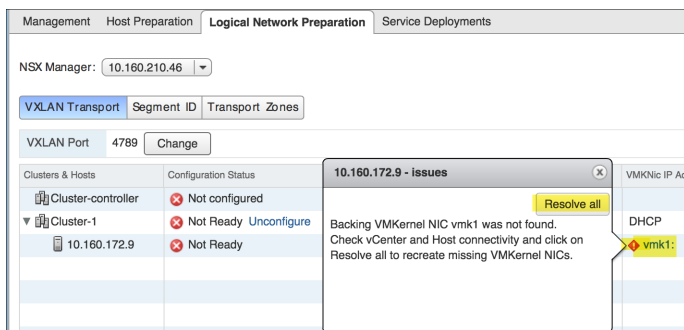 Management Host Preparation Logical Network Preparation Service Deployments
NSX Manager: 10.160.210.46
VXLAN Transport Segment ID Transport Zones
VXLAN Port 4789 Change
Clusters & Hosts Configuration Status 10.160.172.9 - issues VMKNic IP Ad
Cluster-controller Not configured Resolve all
Cluster-1 Not Ready Unconfigure DHCP
Backing VMKernel NIC vmk1 was not found.
10.160.172.9 Not Ready Check vCenter and Host connectivity and click on vmk1:
Resolve all to recreate missing VMKernel NICs.